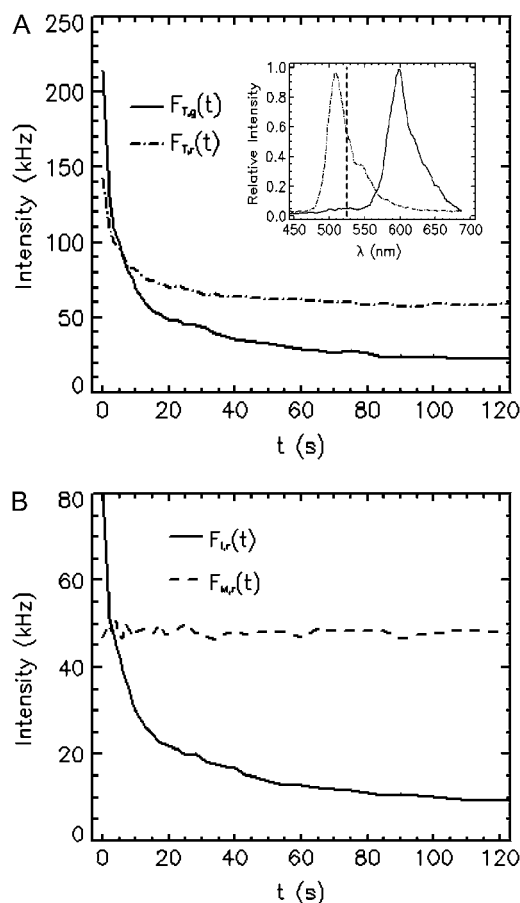 A
Intensity (kHz)
250
200
150
100
50
0
F_T,g(t)
F_T,r(t)
Relative Intensity
1.0
0.8
0.6
0.4
0.2
0.0
450 500 550 600 650 700
λ (nm)
0 20 40 60 80 100 120
t (s)
B
Intensity (kHz)
80
60
40
20
0
F_I,r(t)
F_M,r(t)
0 20 40 60 80 100 120
t (s)